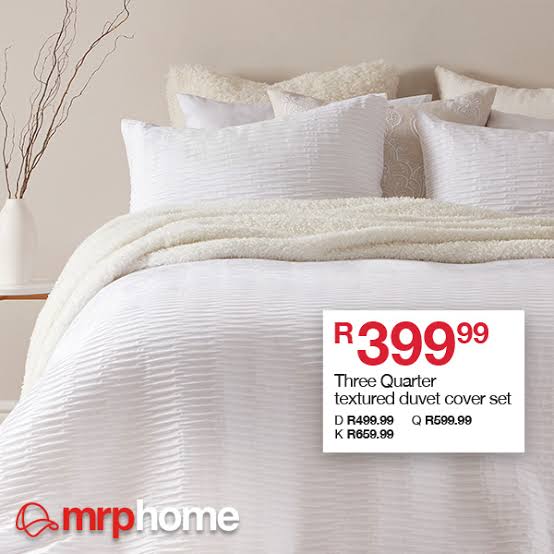 R399.99
Three Quarter
textured duvet cover set
D R499.99 Q R599.99
K R659.99
mrphome